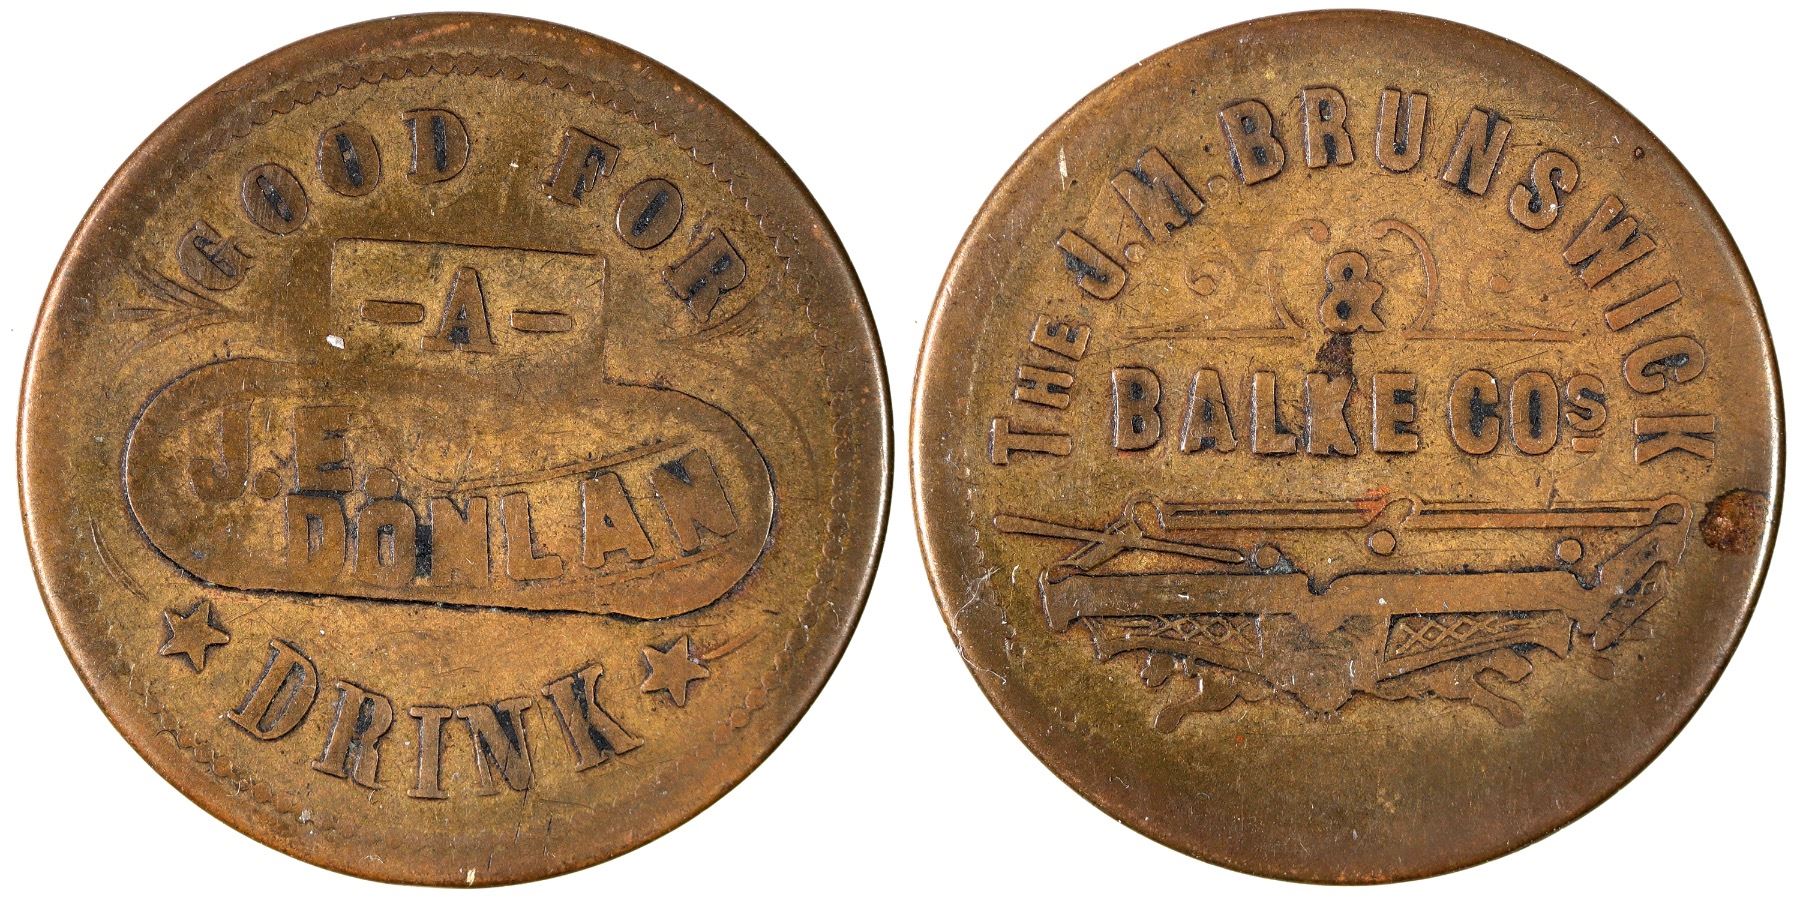 GOOD FOR
-A-
J.E.
DONLAN
DRINK
THE J.M. BRUNSWICK
&
BALKE COS